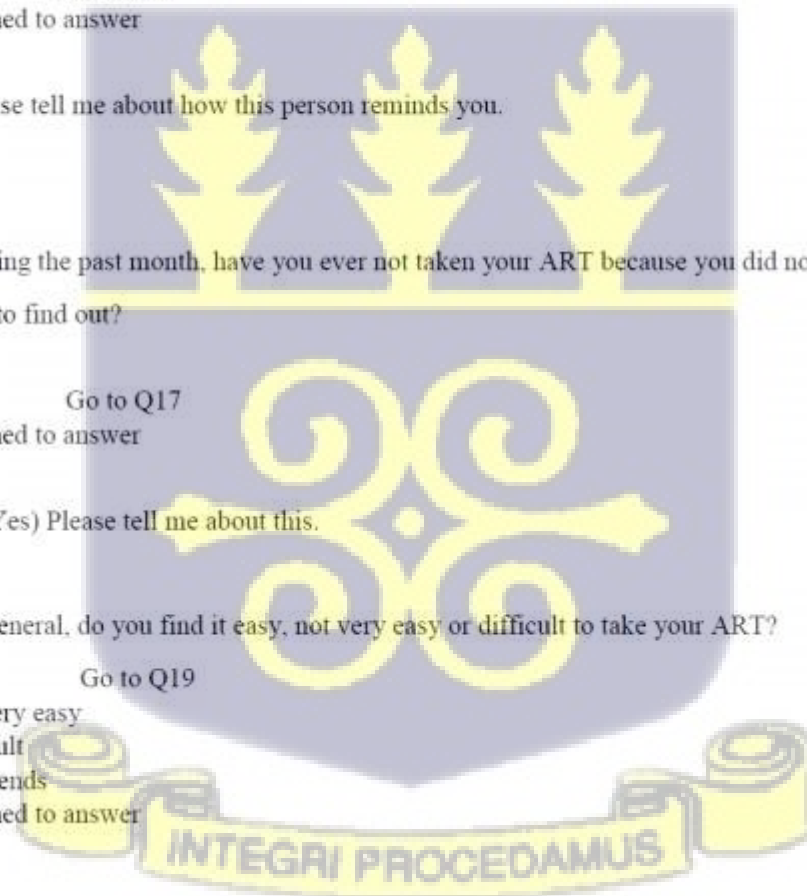 ned to answer
se tell me about how this person reminds you.
ing the past month, have you ever not taken your ART because you did no
to find out?
Go to Q17
ned to answer
Yes) Please tell me about this.
eneral, do you find it easy, not very easy or difficult to take your ART?
Go to Q19
ery easy
ult
ends
ned to answer
INTEGRI PROCEDAMUS